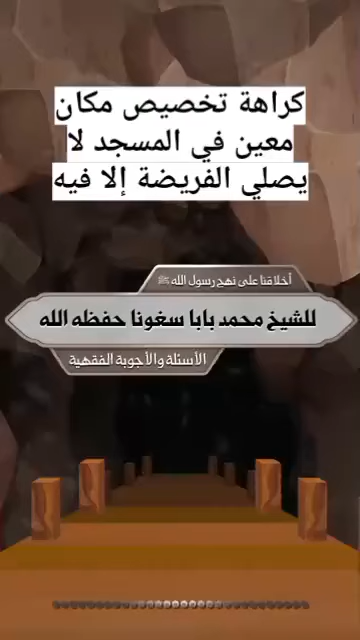 كراهة تخصيص مكان
معين في المسجد لا
يصلي الفريضة إلا فيه
أخلاقنا على نهج رسول الله ﷺ
للشيخ محمد بابا سغونا حفظه الله
الأسئلة والأجوبة الفقهية